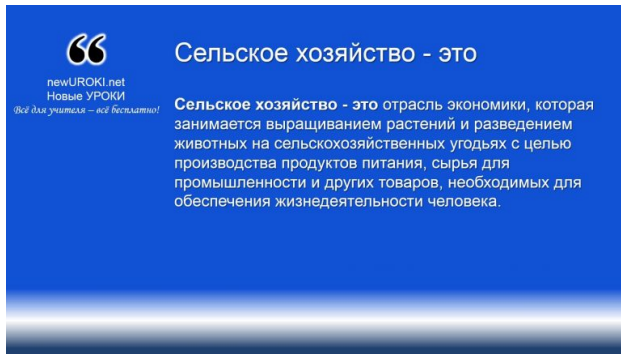 newUROKI.net
Новые УРОКИ
Всё для учителя – всё бесплатно!
Сельское хозяйство - это
Сельское хозяйство - это отрасль экономики, которая
занимается выращиванием растений и разведением
животных на сельскохозяйственных угодьях с целью
производства продуктов питания, сырья для
промышленности и других товаров, необходимых для
обеспечения жизнедеятельности человека.